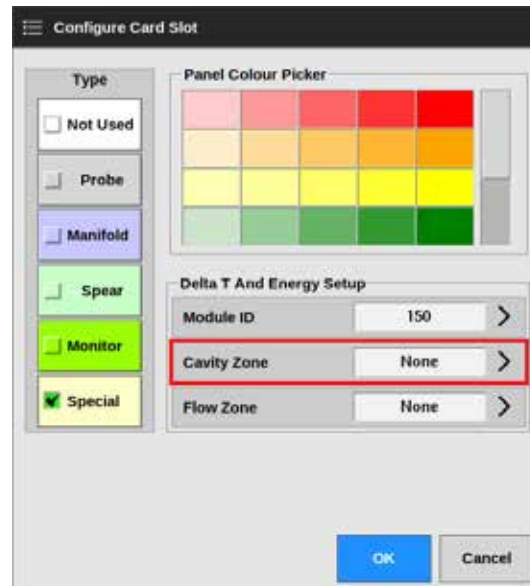 Configure Card Slot
Type
Not Used
Probe
Manifold
Spear
Monitor
Special
Panel Colour Picker
Delta T And Energy Setup
Module ID 150
Cavity Zone None
Flow Zone None
OK Cancel